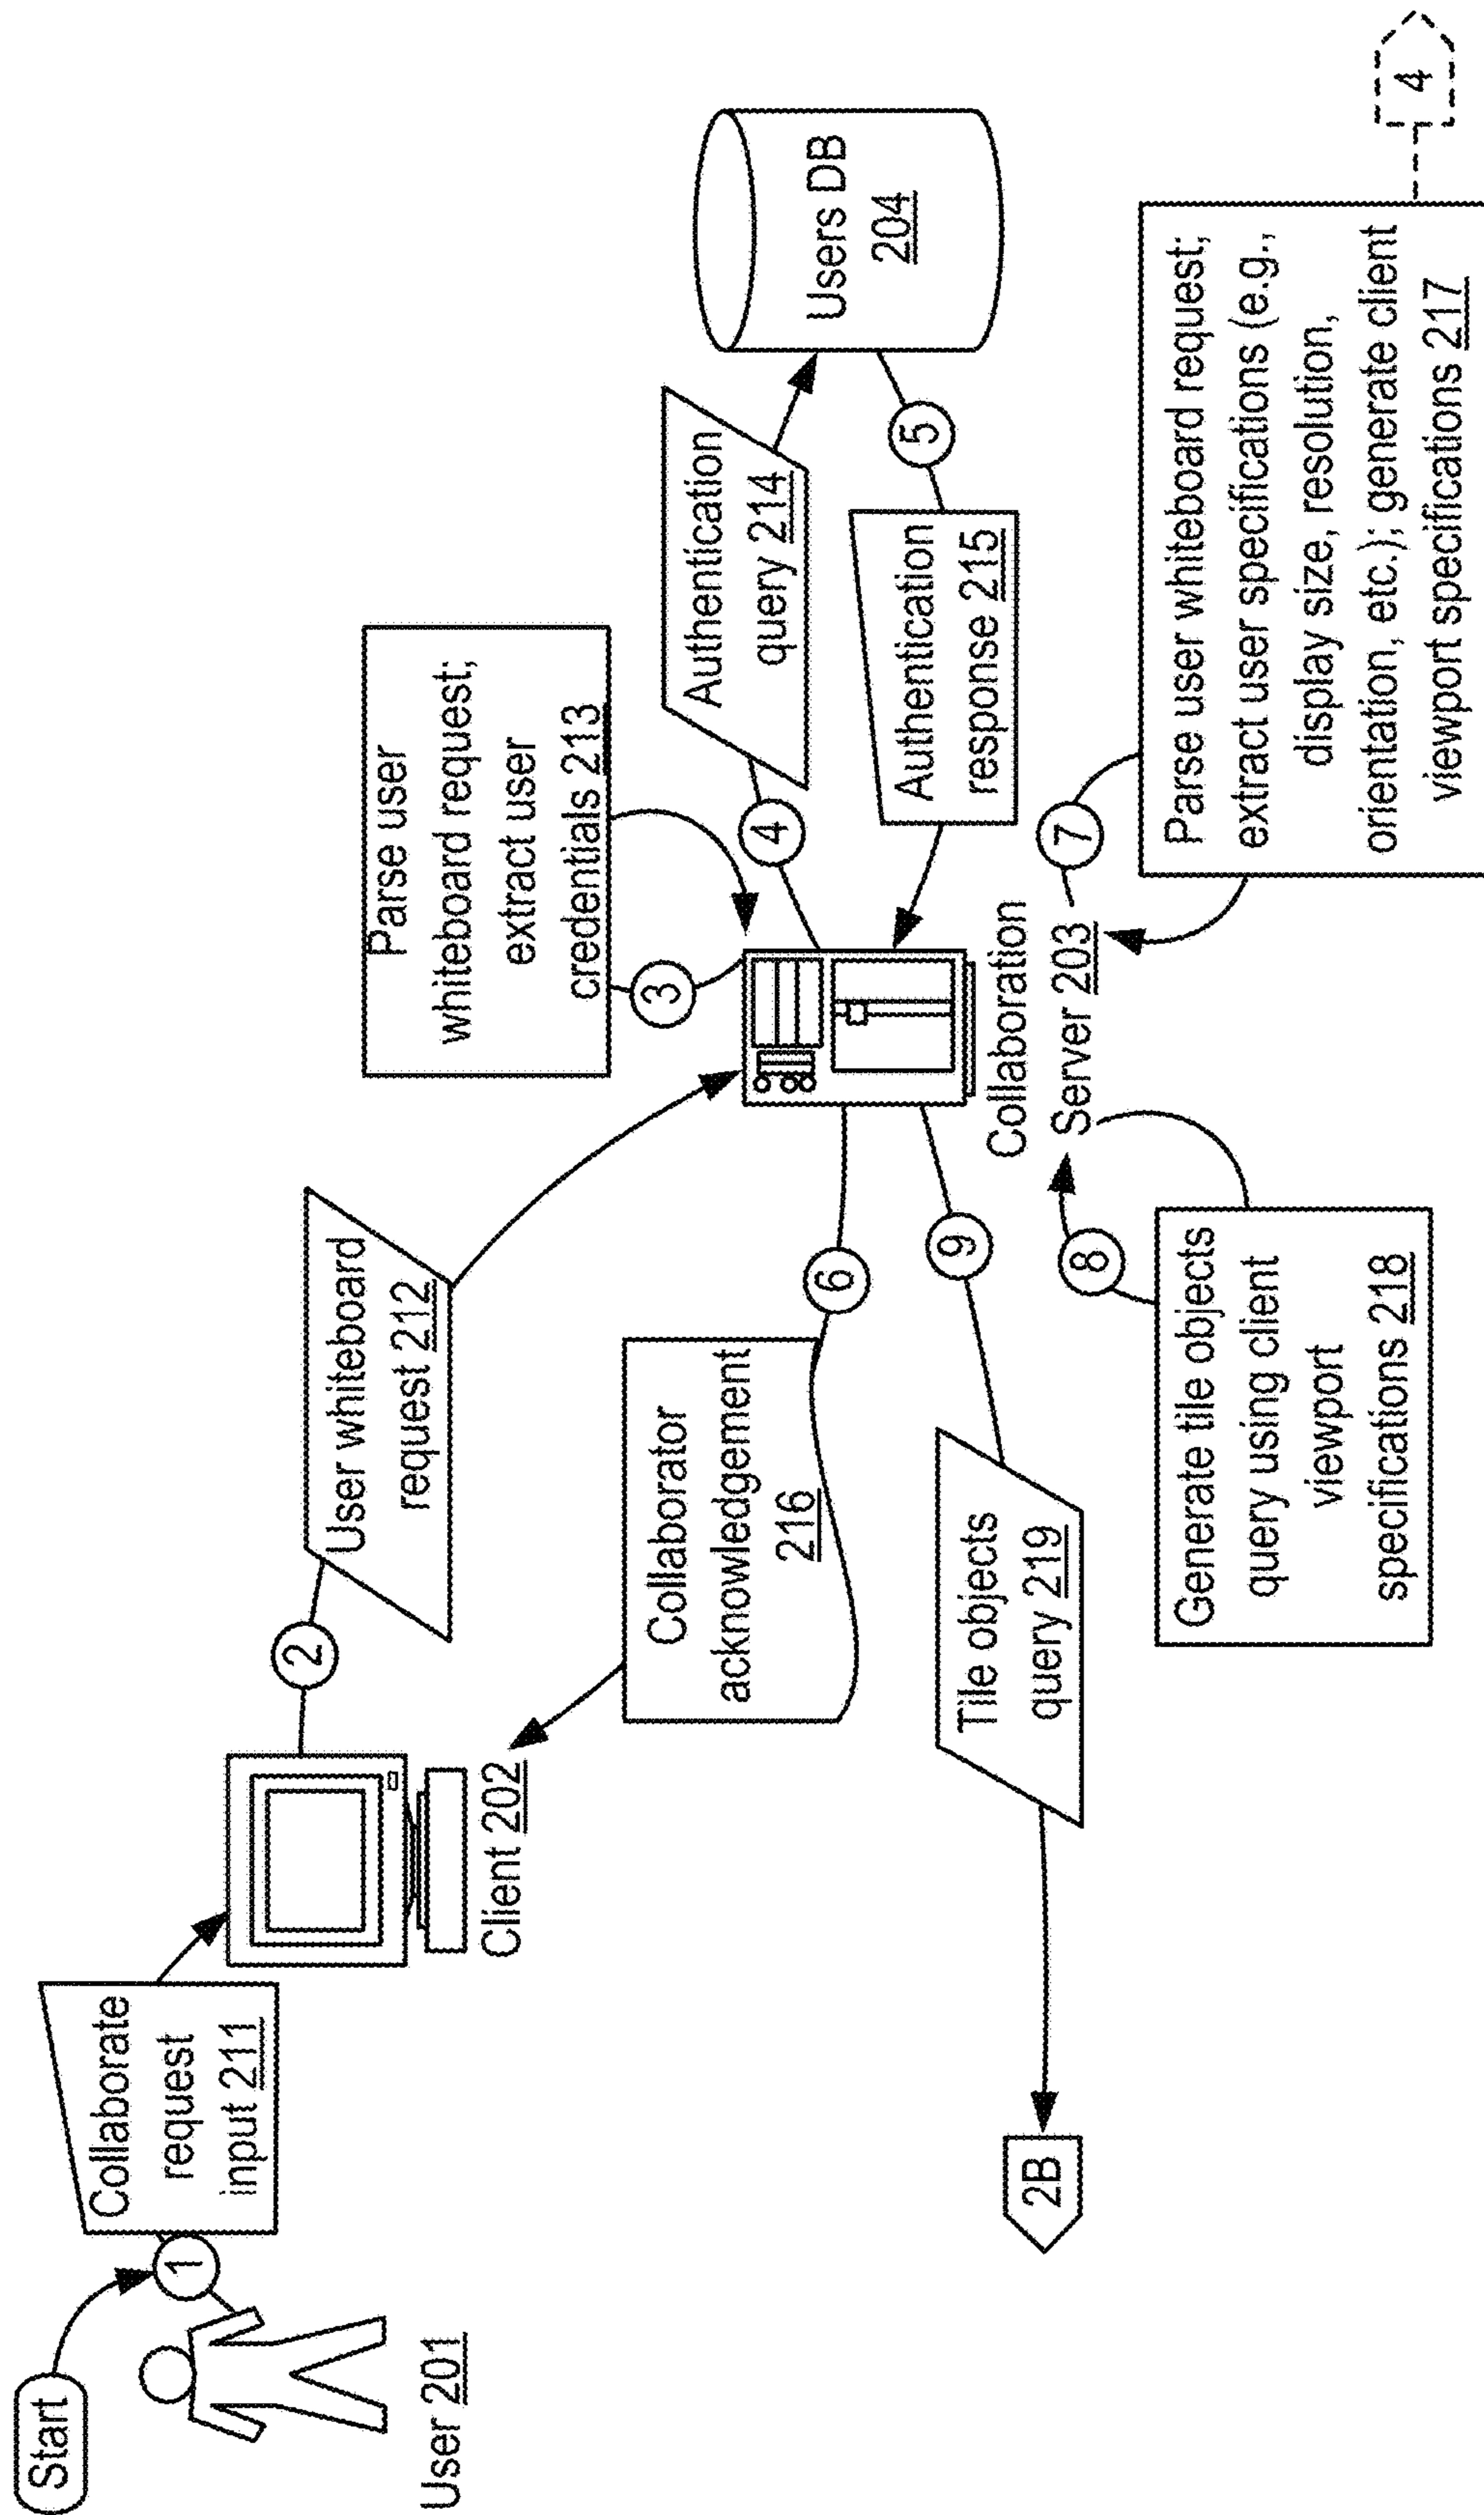 Start
1
User 201
Collaborate
request
input 211
Client 202
2
User whiteboard
request 212
Parse user
whiteboard request;
extract user
credentials 213
3
4
Authentication
query 214
Users DB
204
5
Authentication
response 215
Collaboration
Server 203
6
Collaborator
acknowledgement
216
7
Parse user whiteboard request;
extract user specifications (e.g.,
display size, resolution,
orientation, etc.); generate client
viewport specifications 217
4
8
Generate tile objects
query using client
viewport
specifications 218
9
Tile objects
query 219
2B